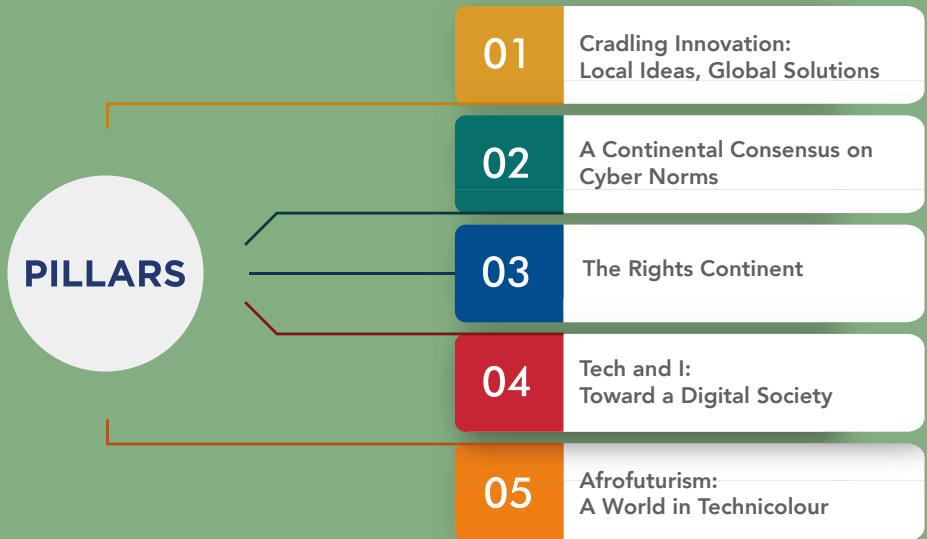 PILLARS
01
Cradling Innovation:
Local Ideas, Global Solutions
02
A Continental Consensus on
Cyber Norms
03
The Rights Continent
04
Tech and I:
Toward a Digital Society
05
Afrofuturism:
A World in Technicolour